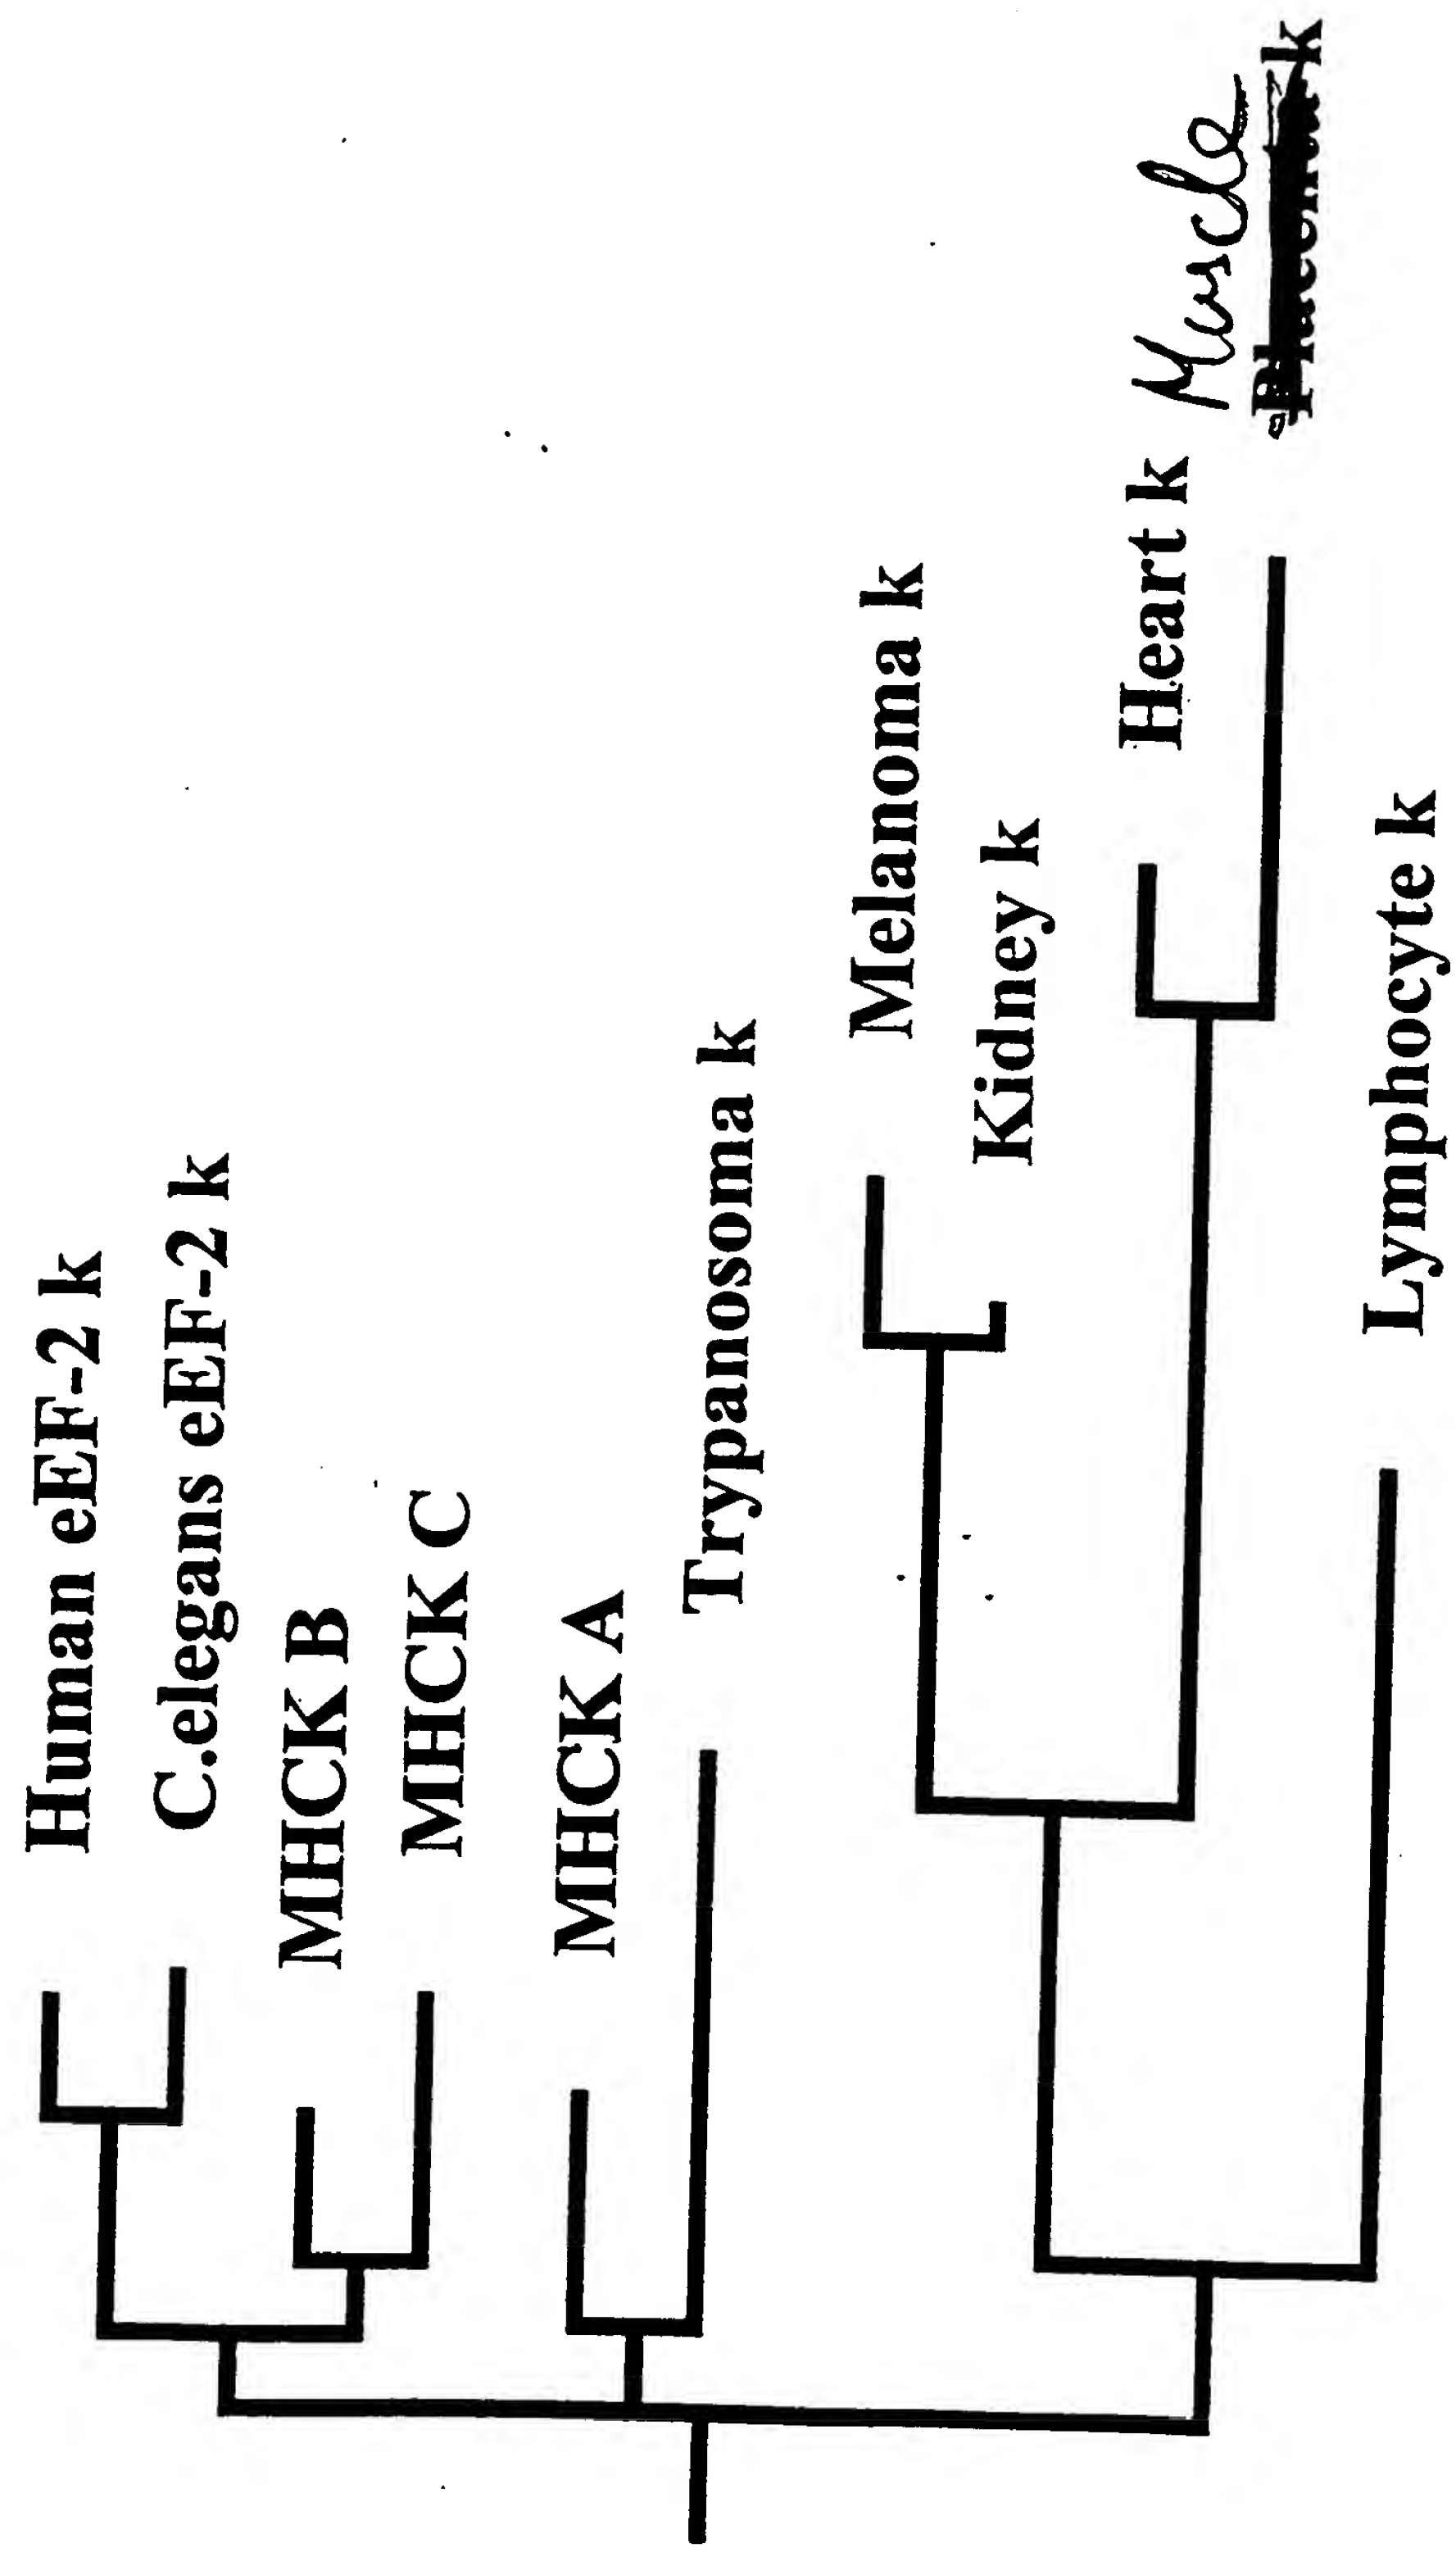 Human eEF-2 k
C.elegans eEF-2 k
MHCK B
MHCK C
MHCK A
Trypanosoma k
Melanoma k
Kidney k
Heart k
Muscle
k
Lymphocyte k